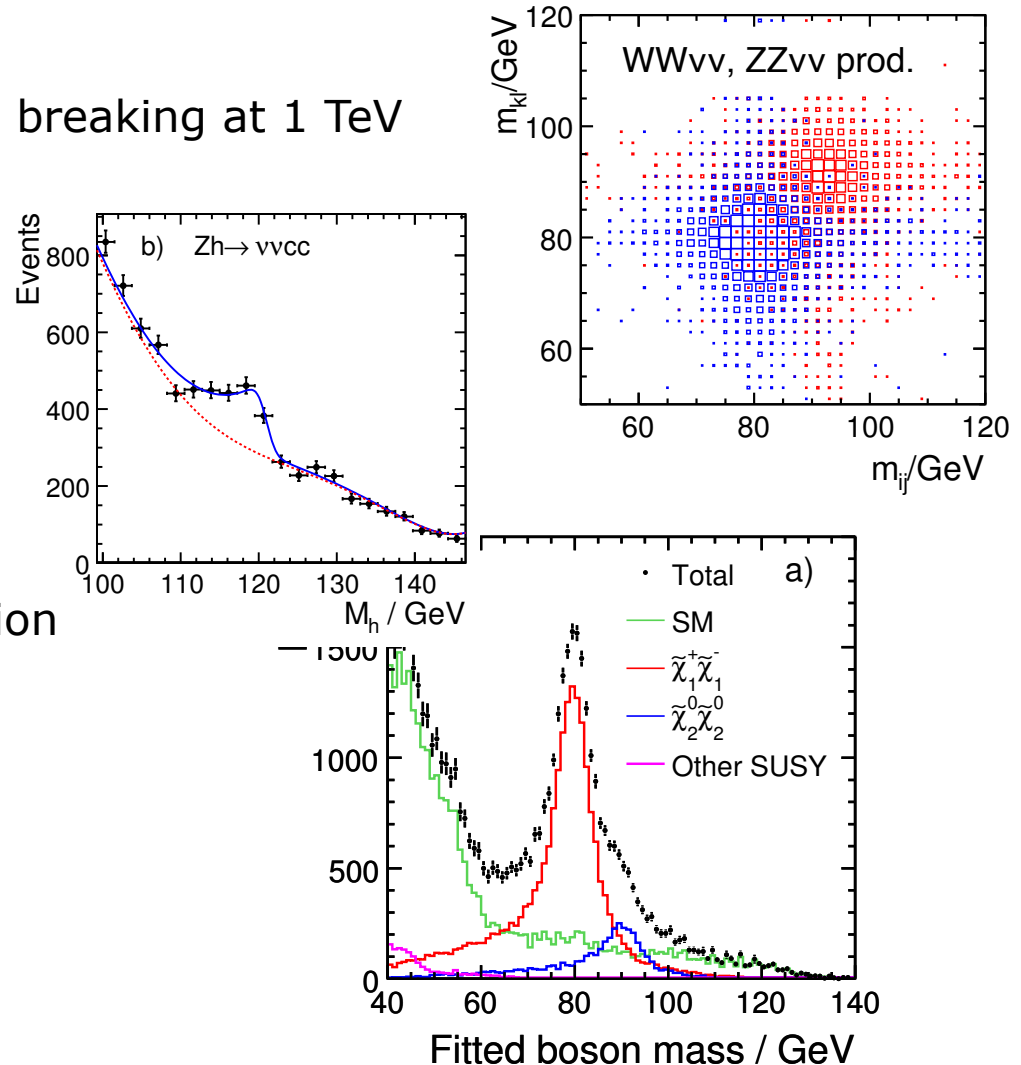 breaking at 1 TeV
120
100
80
60
m_kl/GeV
WWνν, ZZνν prod.
60 80 100 120
m_ij/GeV
Events
800
600
400
200
0
b) Zh→ννcc
100 110 120 130 140
M_h / GeV
ion
1500
1000
500
0
Total a)
SM
χ̃₁⁺χ̃₁⁻
χ̃₂⁰χ̃₂⁰
Other SUSY
40 60 80 100 120 140
Fitted boson mass / GeV